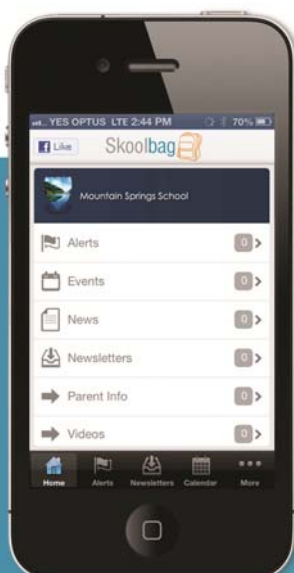 YES OPTUS LTE 2:44 PM 70%
Like Skoolbag
Mountain Springs School
Alerts 0
Events 0
News 0
Newsletters 0
Parent Info 0
Videos 0
Home Alerts Newsletters Calendar More